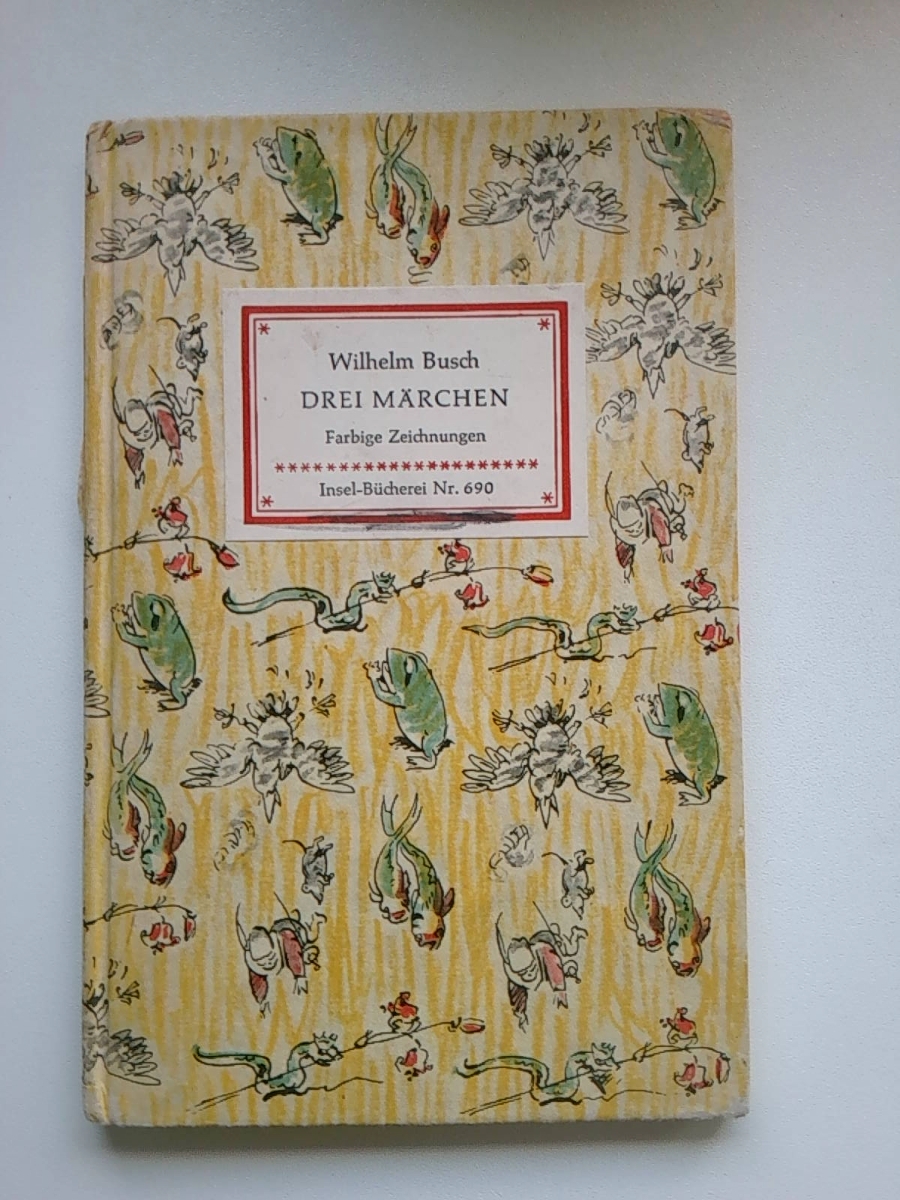 Wilhelm Busch
DREI MÄRCHEN
Farbige Zeichnungen
********************
Insel-Bücherei Nr. 690